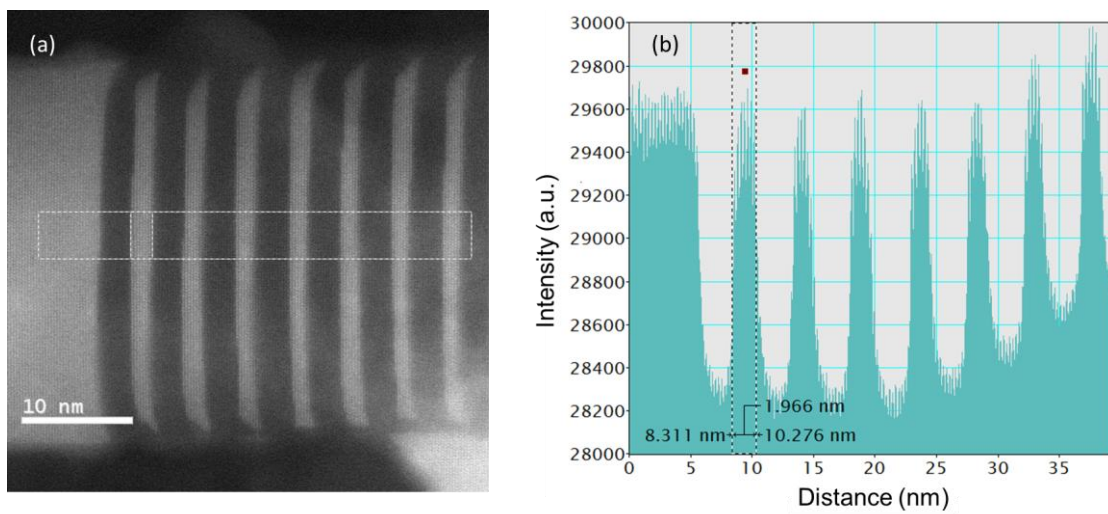 (a)
10 nm
(b)
Intensity (a.u.)
30000
29800
29600
29400
29200
29000
28800
28600
28400
28200
28000
1.966 nm
8.311 nm
10.276 nm
0 5 10 15 20 25 30 35
Distance (nm)